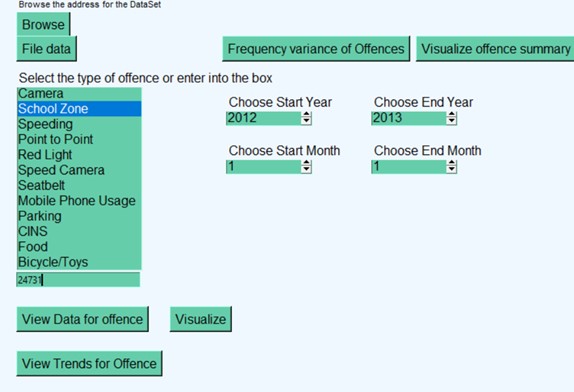 Browse the address for the DataSet
Browse
File data
Frequency variance of Offences
Visualize offence summary
Select the type of offence or enter into the box
Camera
School Zone
Speeding
Point to Point
Red Light
Speed Camera
Seatbelt
Mobile Phone Usage
Parking
CINS
Food
Bicycle/Toys
24731
Choose Start Year
Choose End Year
2012
2013
Choose Start Month
Choose End Month
1
1
View Data for offence
Visualize
View Trends for Offence